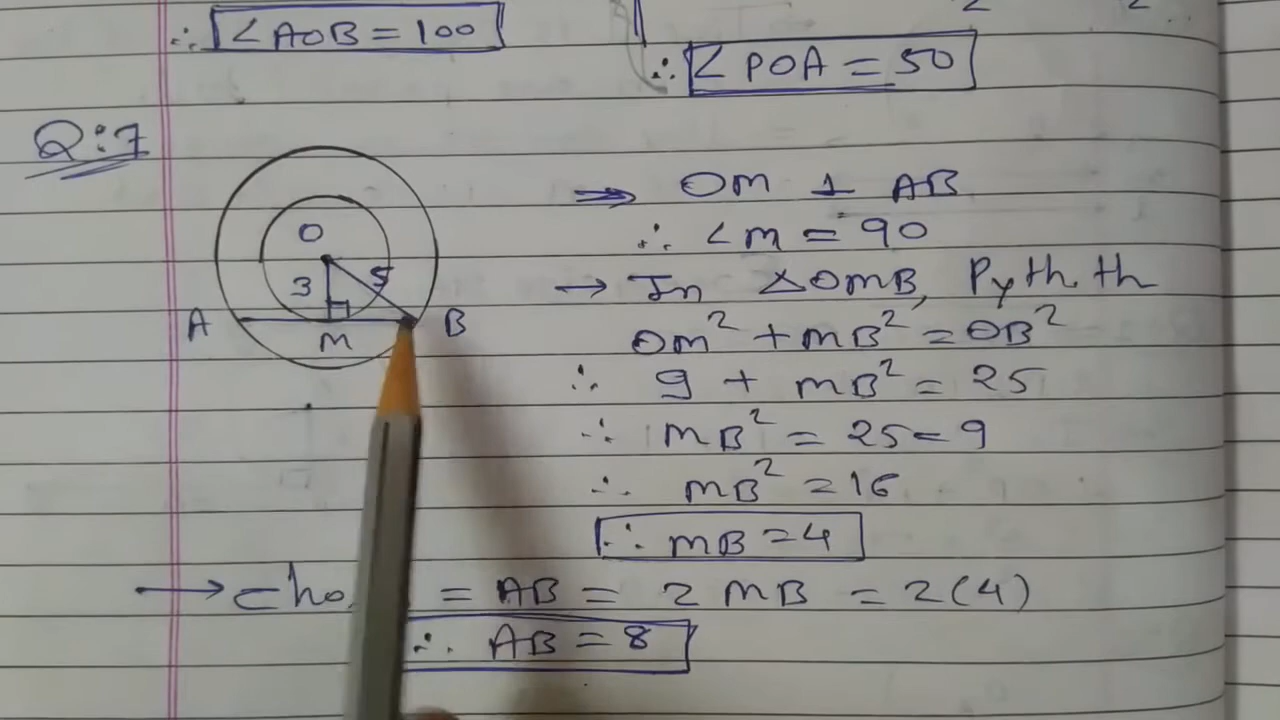 ∴ ∠AOB = 100
∴ ∠POA = 50
Q:7
O
3 5
A M B
⇒ OM ⊥ AB
∴ ∠M = 90
→ In △OMB, Pyth. th
OM² + MB² = OB²
∴ 9 + MB² = 25
∴ MB² = 25 - 9
∴ MB² = 16
∴ MB = 4
→ = AB = 2 MB = 2(4)
∴ AB = 8